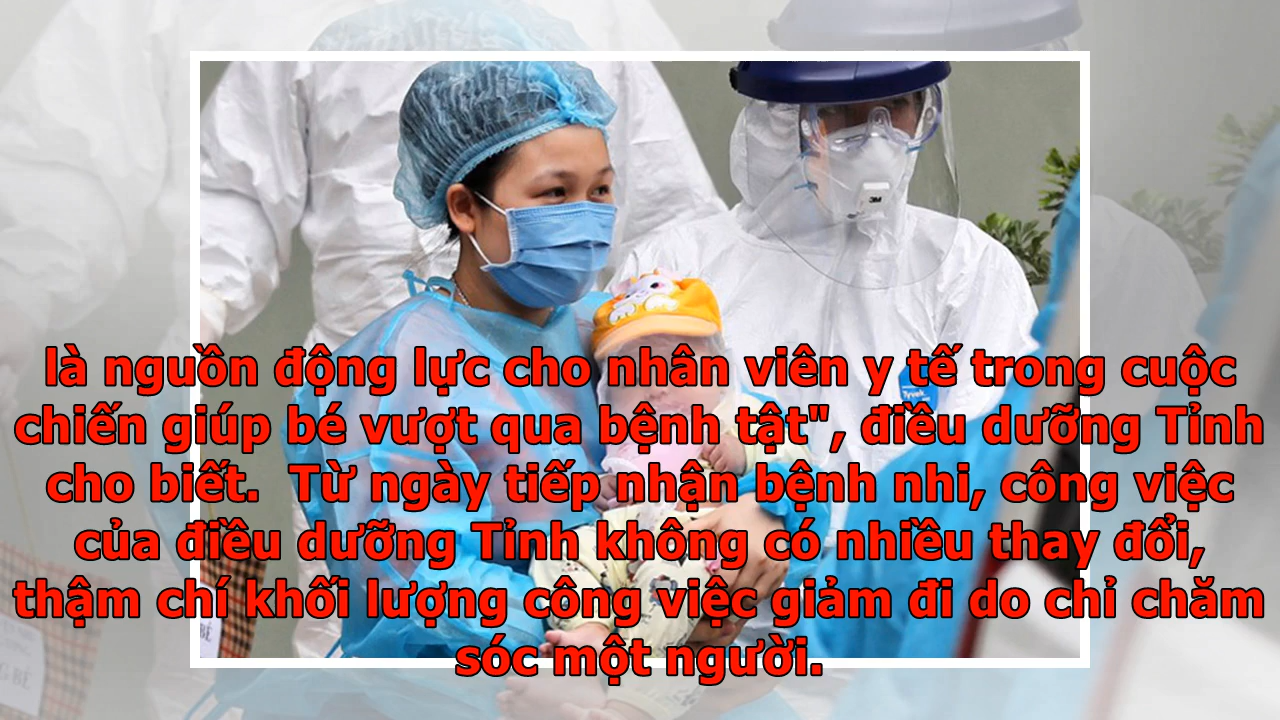 3M
là nguồn động lực cho nhân viên y tế trong cuộc
chiến giúp bé vượt qua bệnh tật", điều dưỡng Tỉnh
cho biết. Từ ngày tiếp nhận bệnh nhi, công việc
của điều dưỡng Tỉnh không có nhiều thay đổi,
thậm chí khối lượng công việc giảm đi do chỉ chăm
sóc một người.